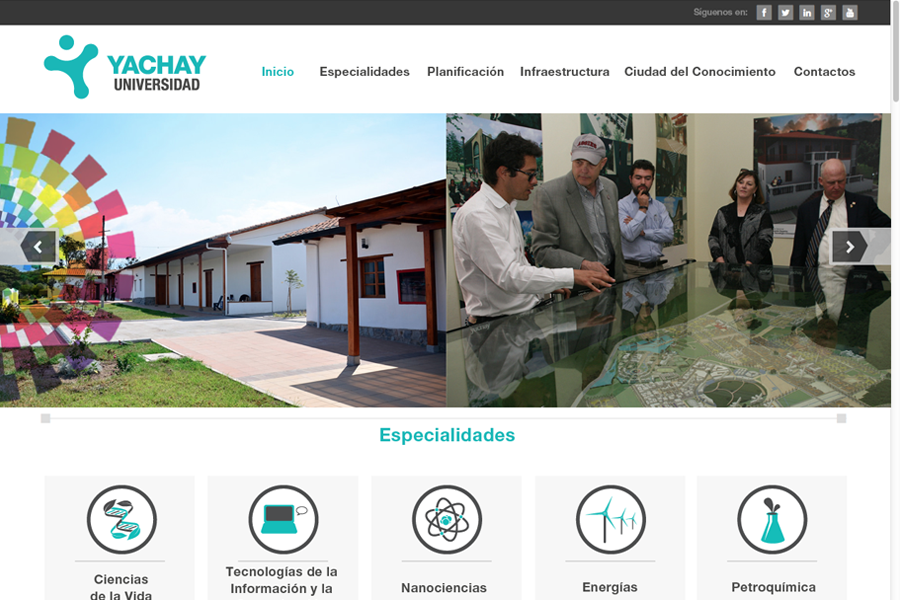 Síguenos en:
YACHAY
UNIVERSIDAD
Inicio Especialidades Planificación Infraestructura Ciudad del Conocimiento Contactos
Especialidades
Ciencias
de la Vida
Tecnologías de la
Información y la
Nanociencias
Energías
Petroquímica